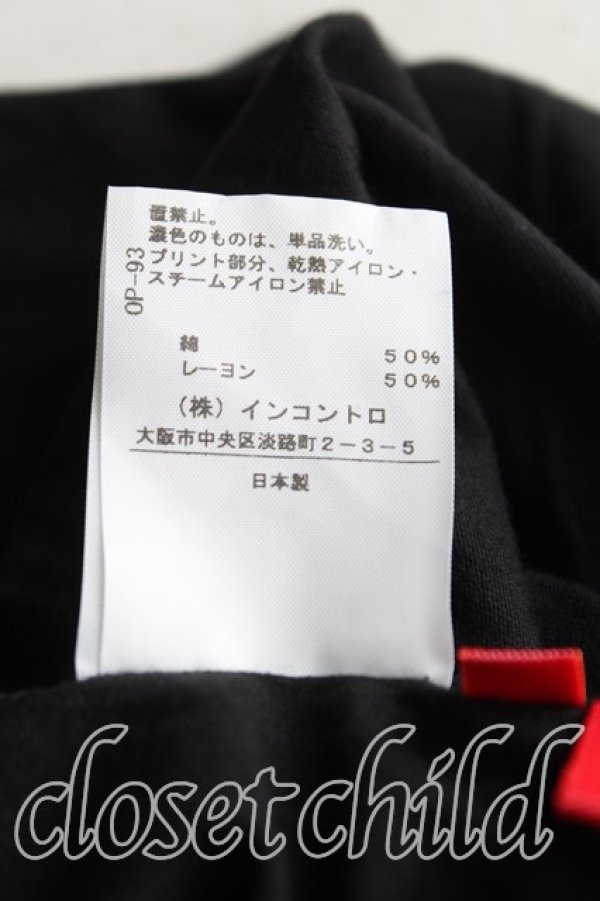 置禁止。
濃色のものは、単品洗い。
プリント部分、乾熱アイロン・
スチームアイロン禁止
OP-93
綿 50%
レーヨン 50%
（株）インコントロ
大阪市中央区淡路町2－3－5
日本製
closet child